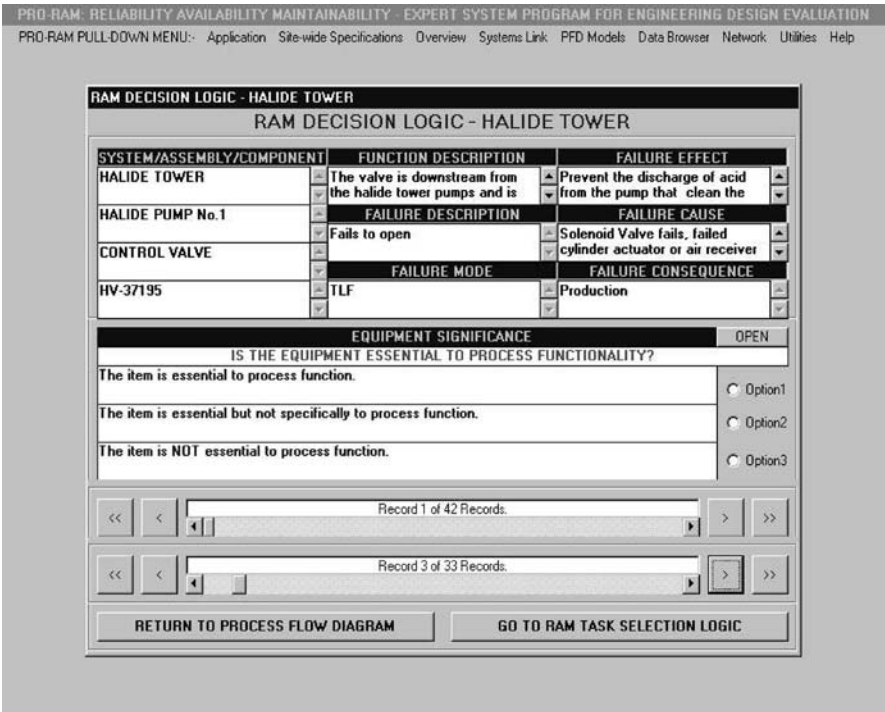 PRO-RAM: RELIABILITY AVAILABILITY MAINTAINABILITY - EXPERT SYSTEM PROGRAM FOR ENGINEERING DESIGN EVALUATION
PRO-RAM PULL-DOWN MENU:- Application Site-wide Specifications Overview Systems Link PFD Models Data Browser Network Utilities Help
RAM DECISION LOGIC - HALIDE TOWER
RAM DECISION LOGIC - HALIDE TOWER
SYSTEM/ASSEMBLY/COMPONENT FUNCTION DESCRIPTION FAILURE EFFECT
HALIDE TOWER The valve is downstream from Prevent the discharge of acid
the halide tower pumps and is from the pump that clean the
HALIDE PUMP No.1 FAILURE DESCRIPTION FAILURE CAUSE
Fails to open Solenoid Valve fails, failed
CONTROL VALVE cylinder actuator or air receiver
FAILURE MODE FAILURE CONSEQUENCE
HV-37195 TLF Production
EQUIPMENT SIGNIFICANCE OPEN
IS THE EQUIPMENT ESSENTIAL TO PROCESS FUNCTIONALITY?
The item is essential to process function.
Option1
The item is essential but not specifically to process function.
Option2
The item is NOT essential to process function.
Option3
<< < Record 1 of 42 Records. > >>
<< < Record 3 of 33 Records. > >>
RETURN TO PROCESS FLOW DIAGRAM GO TO RAM TASK SELECTION LOGIC